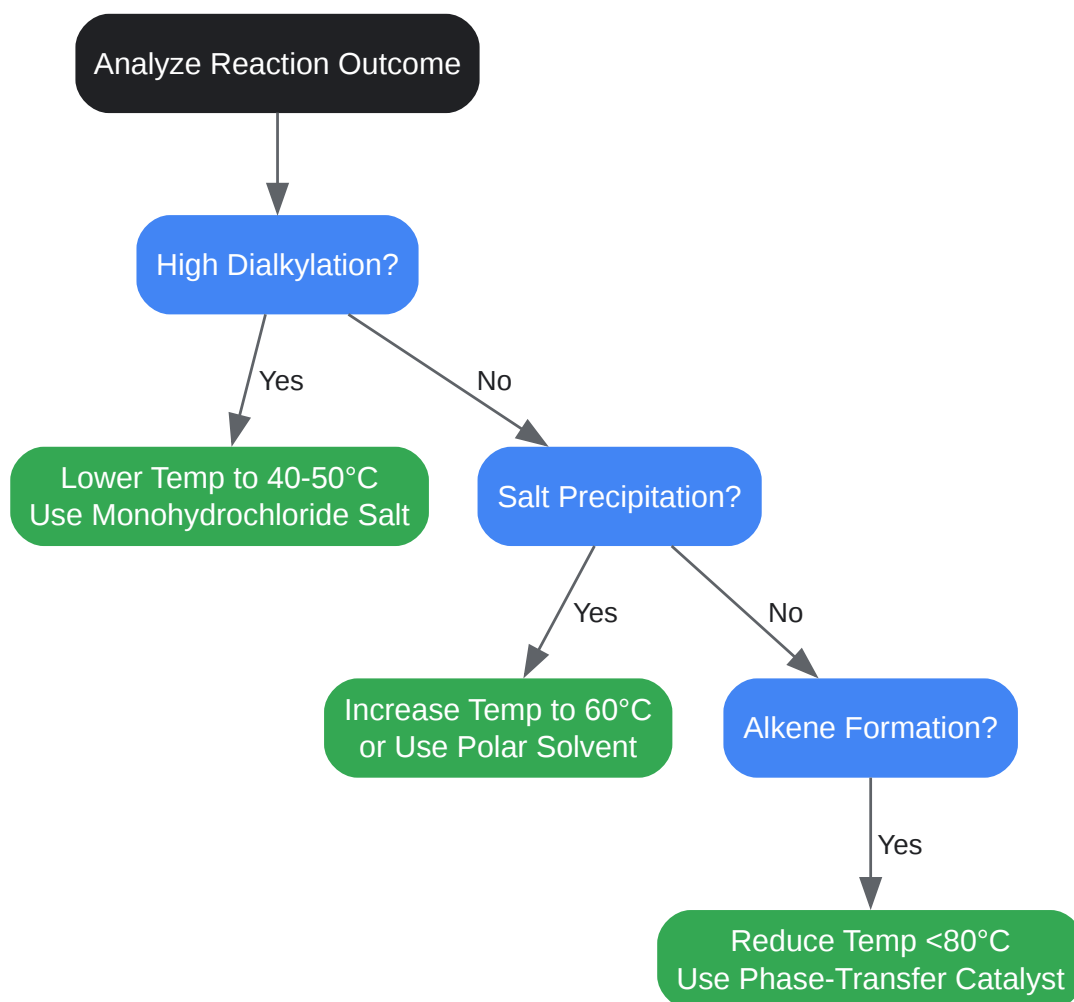 Analyze Reaction Outcome
High Dialkylation?
Yes
No
Lower Temp to 40-50°C
Use Monohydrochloride Salt
Salt Precipitation?
Yes
No
Increase Temp to 60°C
or Use Polar Solvent
Alkene Formation?
Yes
Reduce Temp <80°C
Use Phase-Transfer Catalyst